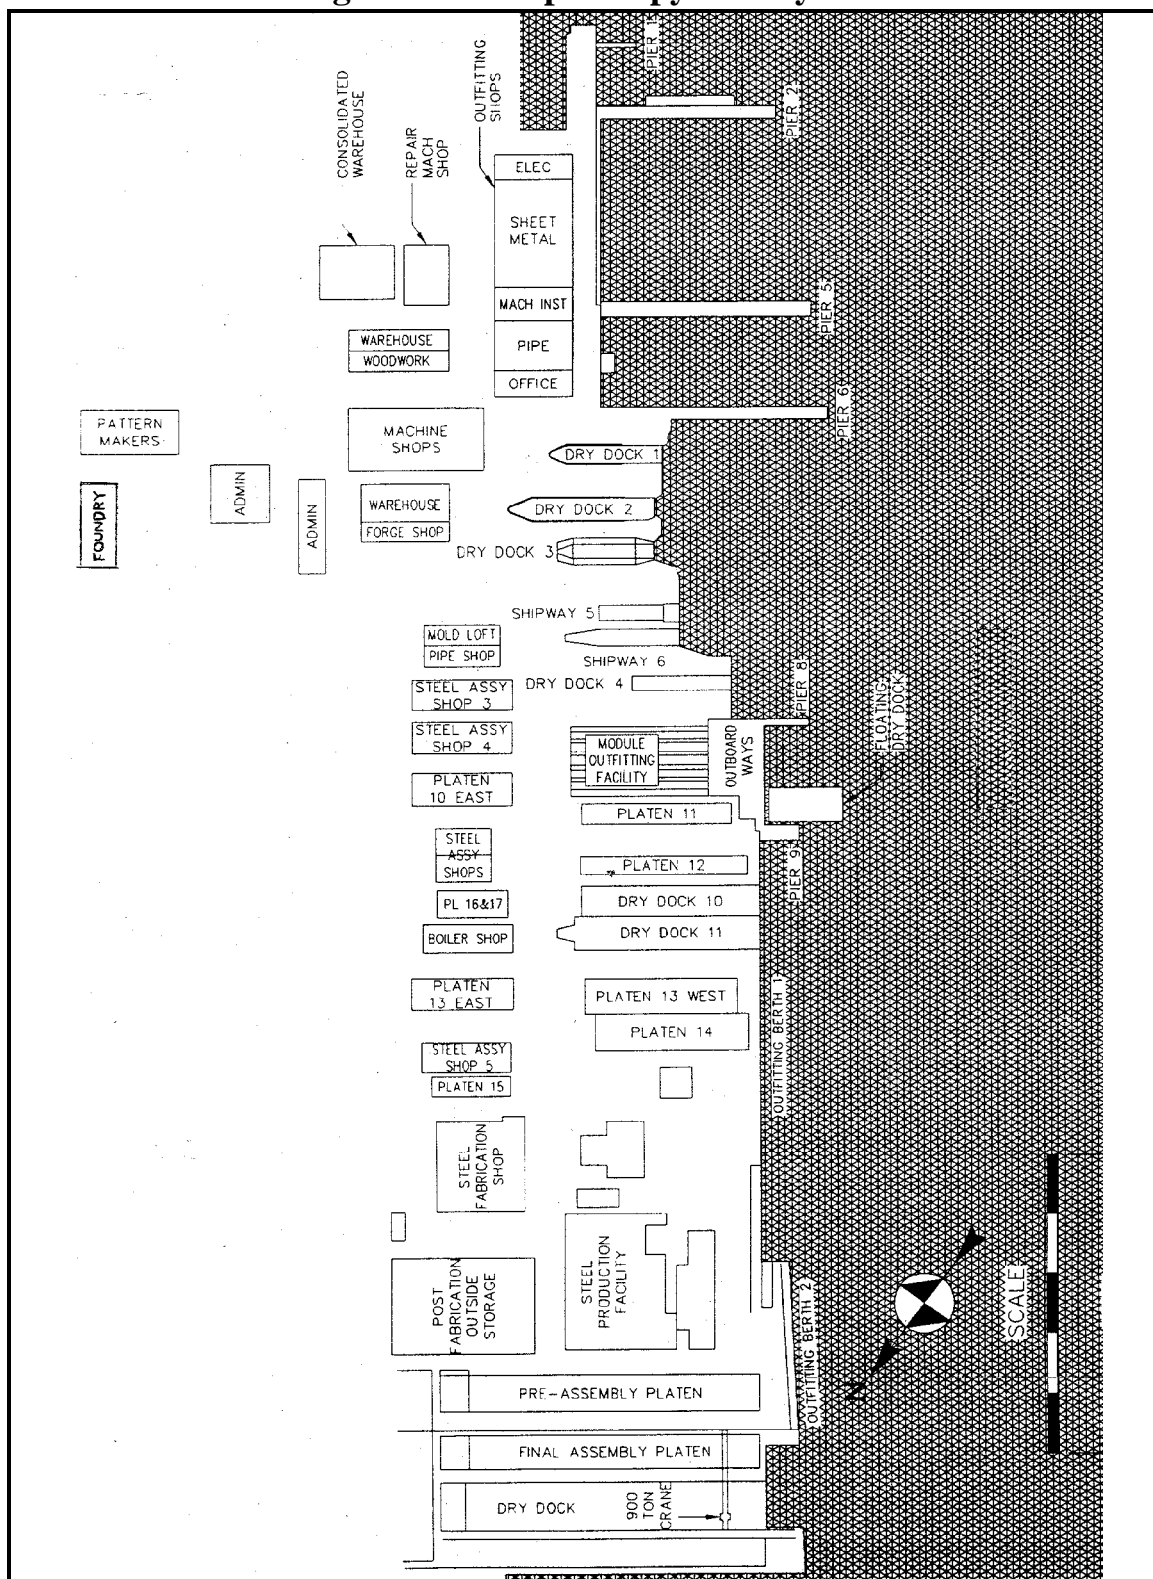 PIER 1
PIER 2
OUTFITTING
SHOPS
CONSOLIDATED
WAREHOUSE
REPAIR
MACH
SHOP
ELEC
SHEET
METAL
MACH INST
PIPE
OFFICE
PIER 5
WAREHOUSE
WOODWORK
PIER 6
PATTERN
MAKERS
MACHINE
SHOPS
DRY DOCK 1
ADMIN
FOUNDRY
ADMIN
WAREHOUSE
FORGE SHOP
DRY DOCK 2
DRY DOCK 3
SHIPWAY 5
MOLD LOFT
PIPE SHOP
SHIPWAY 6
DRY DOCK 4
STEEL ASSY
SHOP 3
PIER 8
FLOATING
DRY DOCK
STEEL ASSY
SHOP 4
MODULE
OUTFITTING
FACILITY
OUTBOARD
WAYS
PLATEN
10 EAST
PLATEN 11
STEEL
ASSY
SHOPS
PLATEN 12
PIER 9
PL 16&17
DRY DOCK 10
BOILER SHOP
DRY DOCK 11
PLATEN
13 EAST
PLATEN 13 WEST
PLATEN 14
OUTFITTING BERTH 1
STEEL ASSY
SHOP 5
PLATEN 15
STEEL
FABRICATION
SHOP
POST
FABRICATION
OUTSIDE
STORAGE
STEEL
PRODUCTION
FACILITY
OUTFITTING BERTH 2
N
SCALE
PRE-ASSEMBLY PLATEN
FINAL ASSEMBLY PLATEN
DRY DOCK
900
TON
CRANE